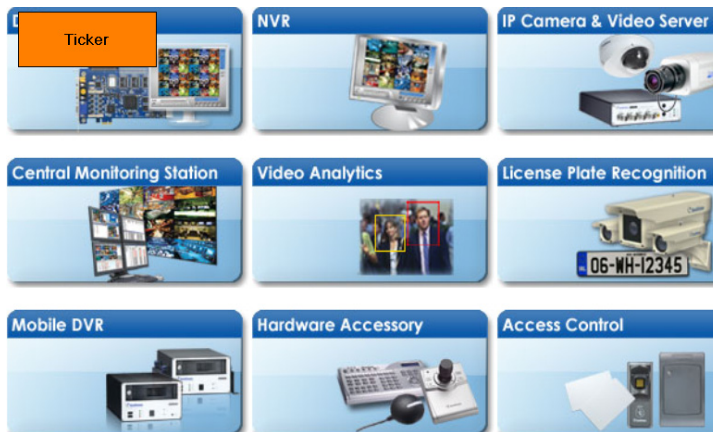 Ticker
NVR
IP Camera & Video Server
Central Monitoring Station
Video Analytics
License Plate Recognition
06-WH-12345
Mobile DVR
Hardware Accessory
Access Control